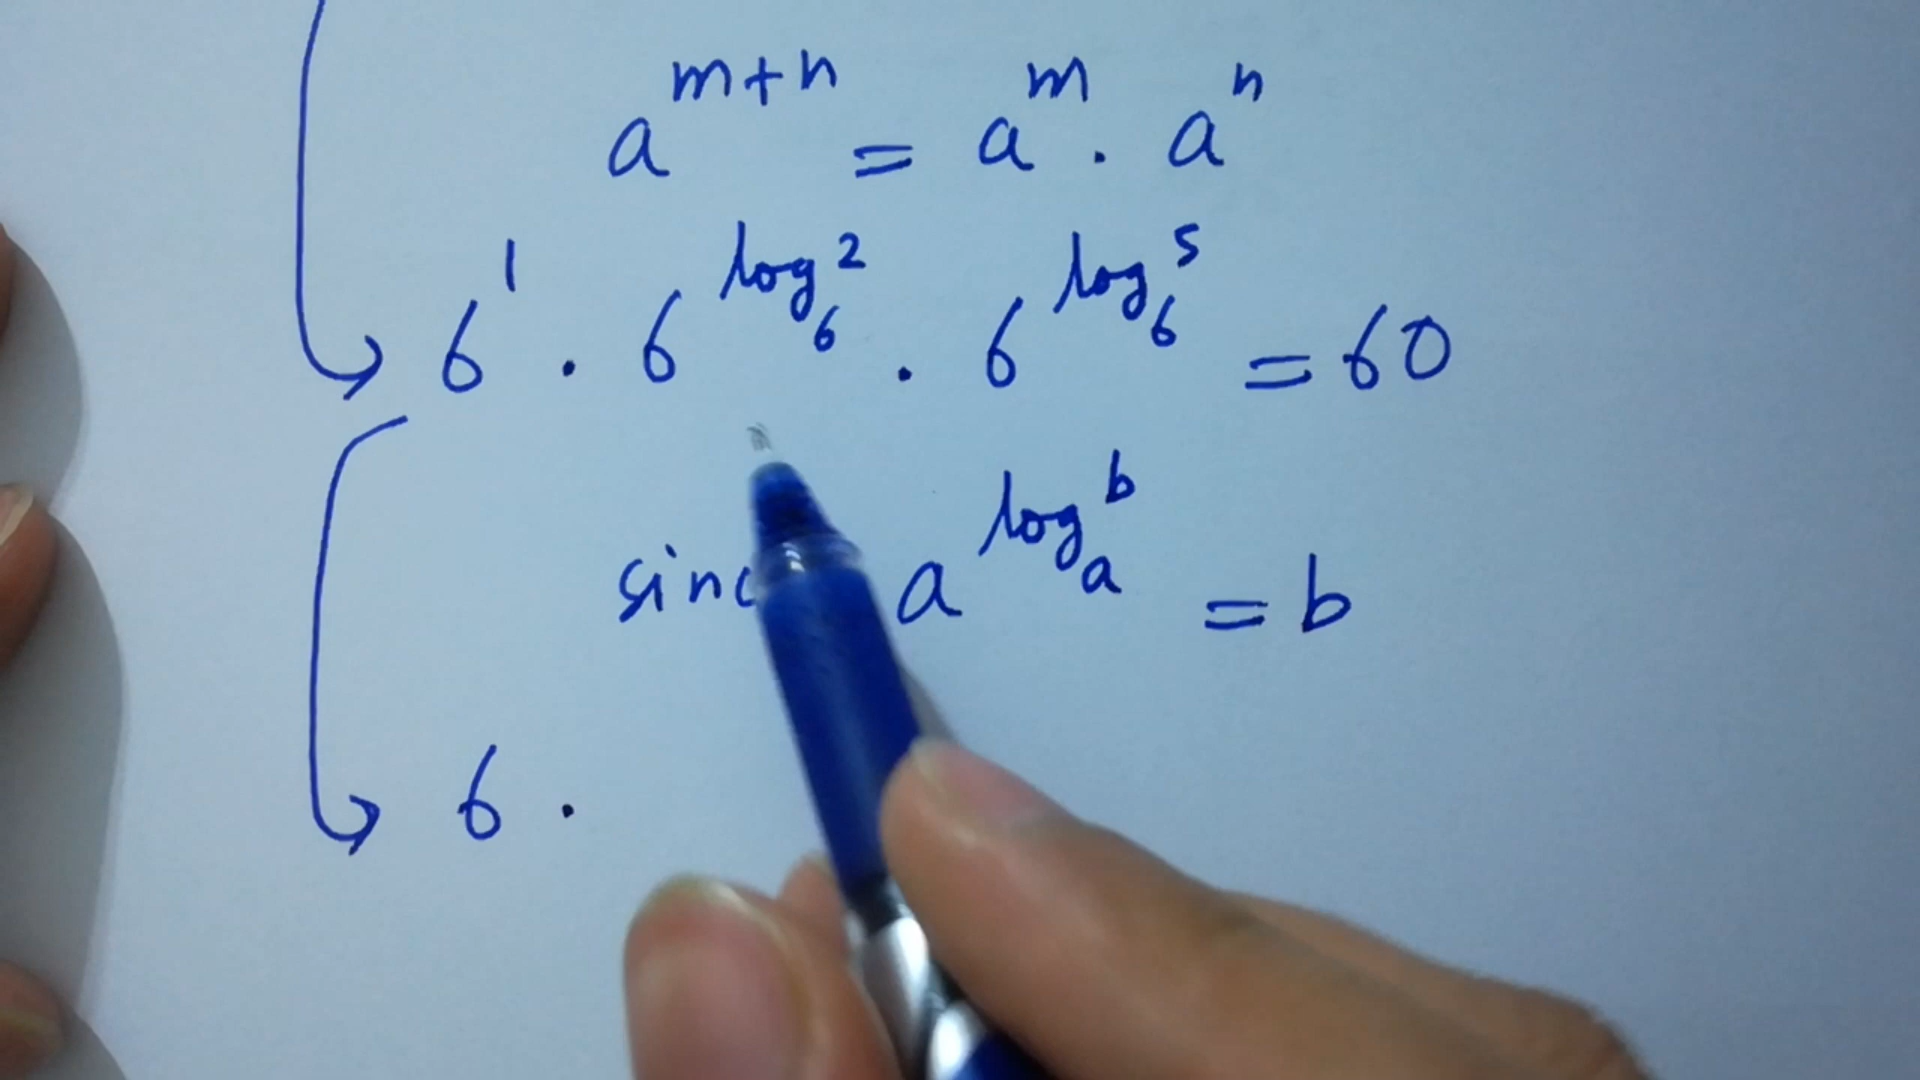 a^{m+n} = a^m . a^n
6^1 . 6^{log_6^2} . 6^{log_6^5} = 60
a^{log_a^b} = b
6 .